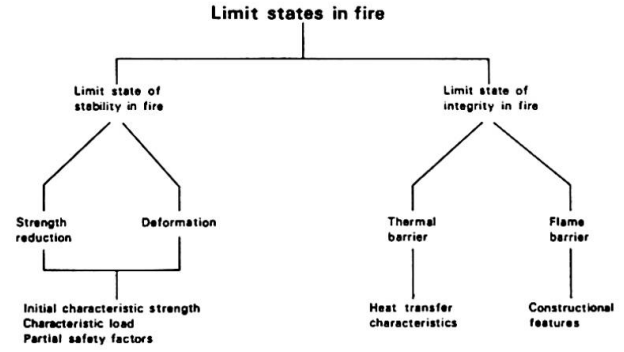 Limit states in fire
Limit state of
stability in fire
Limit state of
integrity in fire
Strength
reduction
Deformation
Thermal
barrier
Flame
barrier
Initial characteristic strength
Characteristic load
Partial safety factors
Heat transfer
characteristics
Constructional
features